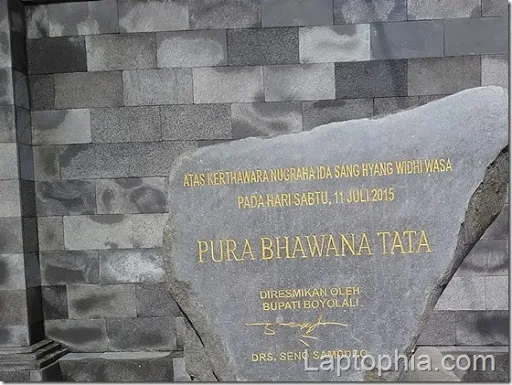 ATAS KERTHAWARA NUGRAHA IDA SANG HYANG WIDHI WASA
PADA HARI SABTU, 11 JULI 2015
PURA BHAWANA TATA
DIRESMIKAN OLEH
BUPATI BOYOLALI
DRS. SENO SAMODRO
Laptophia.com